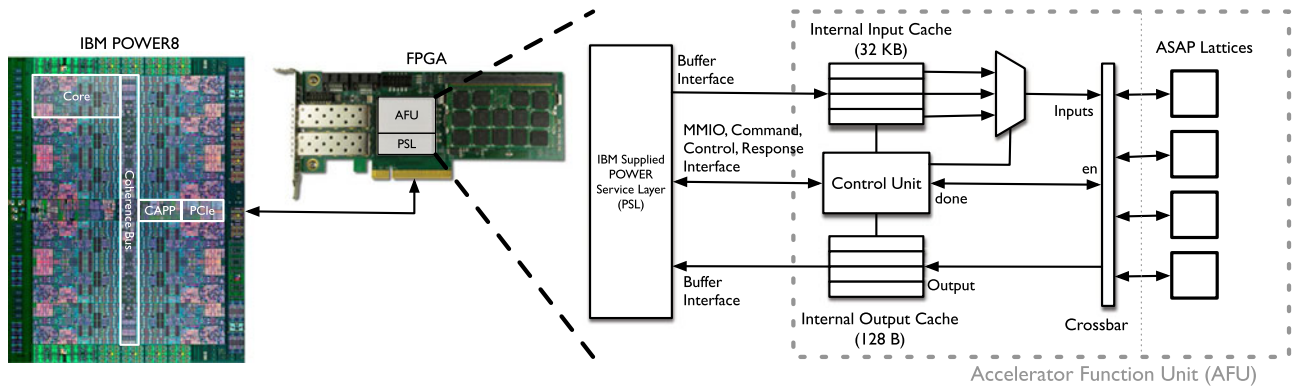 IBM POWER8
Core
Coherence Bus
CAPP
PCIe
FPGA
AFU
PSL
IBM Supplied
POWER
Service Layer
(PSL)
Buffer
Interface
MMIO, Command,
Control, Response
Interface
Buffer
Interface
Internal Input Cache
(32 KB)
Control Unit
done
en
Inputs
Output
Internal Output Cache
(128 B)
Crossbar
ASAP Lattices
Accelerator Function Unit (AFU)